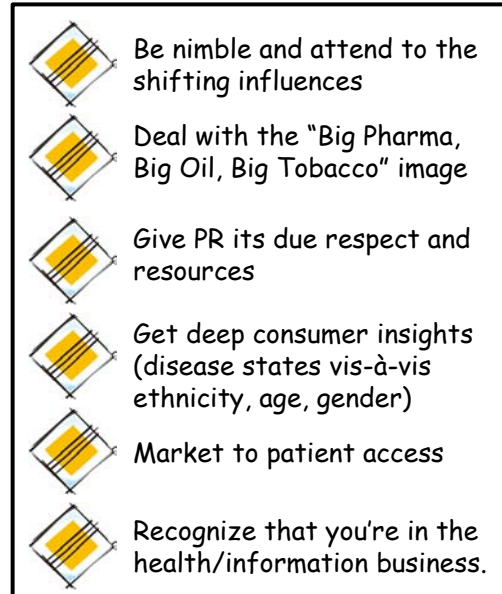 Be nimble and attend to the
shifting influences
Deal with the “Big Pharma,
Big Oil, Big Tobacco” image
Give PR its due respect and
resources
Get deep consumer insights
(disease states vis-à-vis
ethnicity, age, gender)
Market to patient access
Recognize that you’re in the
health/information business.